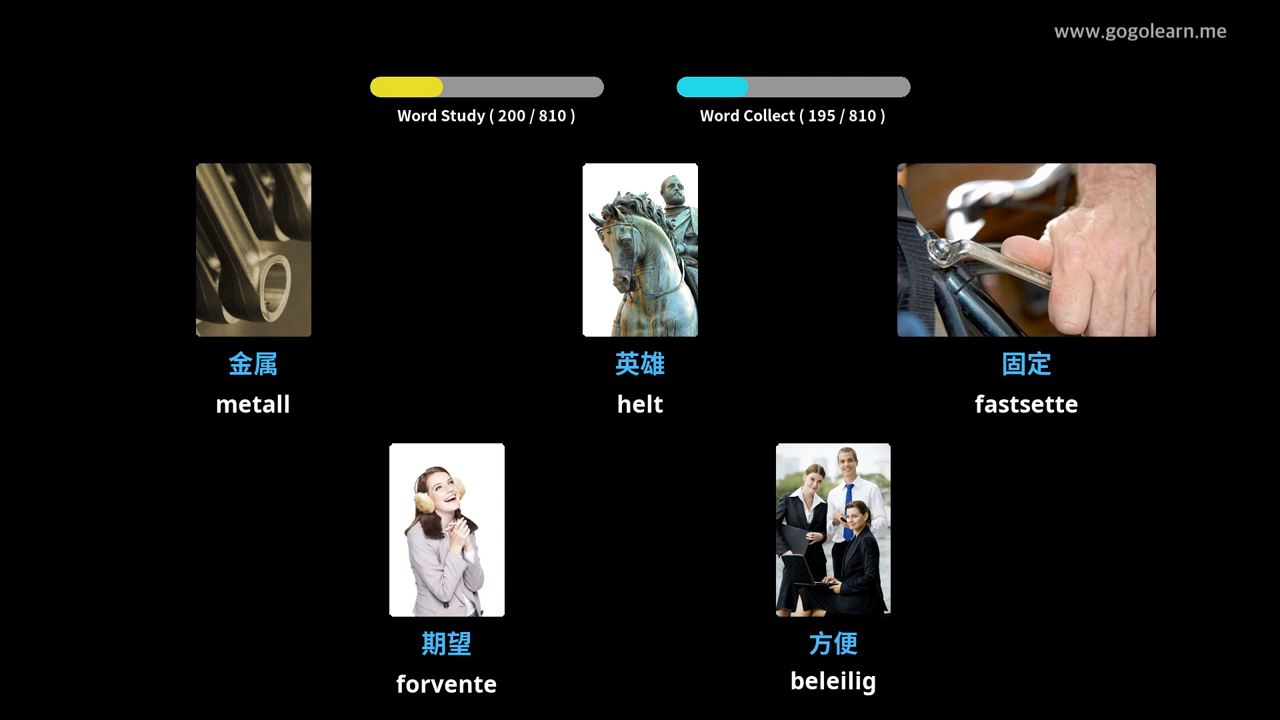 www.gogolearn.me
Word Study ( 200 / 810 )
Word Collect ( 195 / 810 )
金属
英雄
固定
metall
helt
fastsette
期望
方便
forvente
beleilig